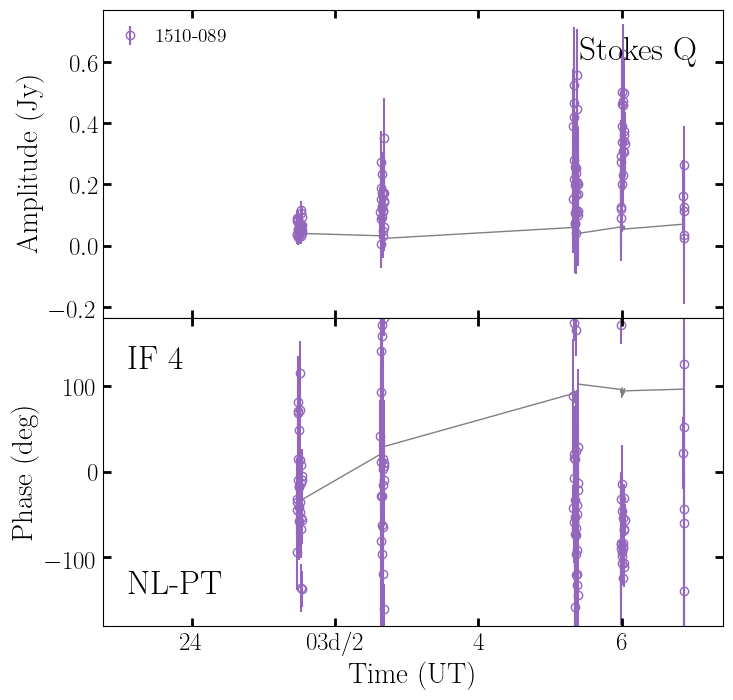 1510-089
Stokes Q
Amplitude (Jy)
0.6
0.4
0.2
0.0
−0.2
IF 4
NL-PT
Phase (deg)
100
0
−100
24
03d/2
4
6
Time (UT)